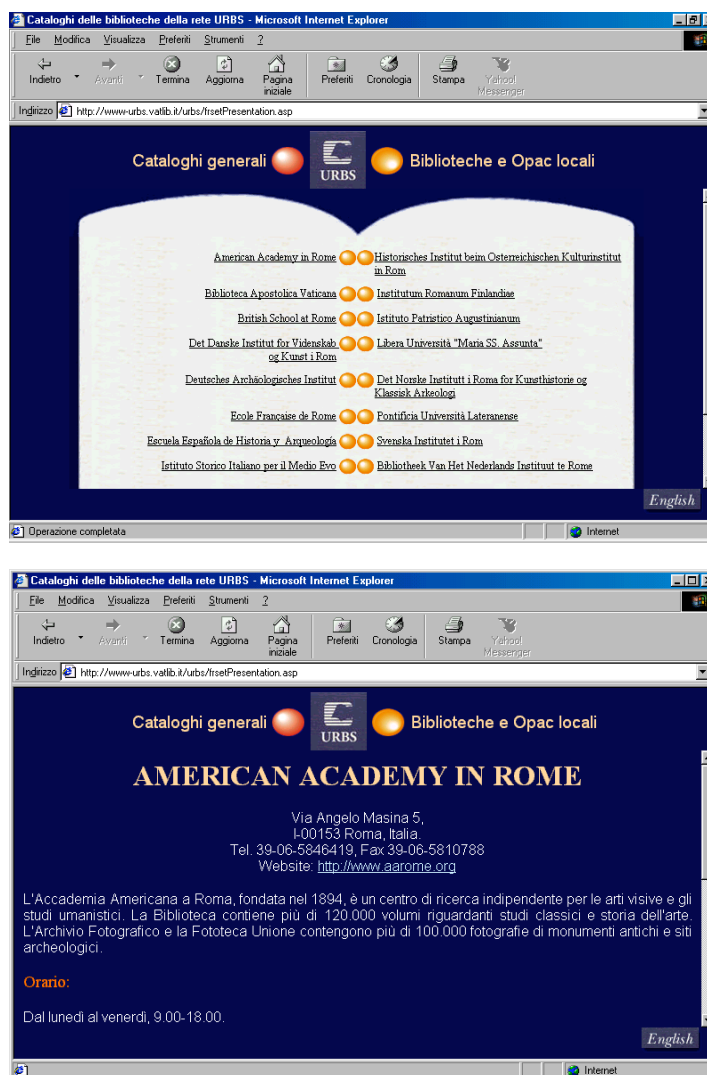 Cataloghi delle biblioteche della rete URBS - Microsoft Internet Explorer
File Modifica Visualizza Preferiti Strumenti ?
Indietro Avanti Termina Aggiorna Pagina iniziale Preferiti Cronologia Stampa Yahoo! Messenger
Indirizzo http://www-urbs.vatlib.it/urbs/frsetPresentation.asp
Cataloghi generali URBS Biblioteche e Opac locali
American Academy in Rome Historisches Institut beim Osterreichischen Kulturinstitut
in Rom
Biblioteca Apostolica Vaticana Institutum Romanum Finlandiae
British School at Rome Istituto Patristico Augustinianum
Det Danske Institut for Videnskab Libera Università "Maria SS. Assunta"
og Kunst i Rom
Deutsches Archäologisches Institut Det Norske Institutt i Roma for Kunsthistorie og
Klassisk Arkeologi
Ecole Française de Rome Pontificia Università Lateranense
Escuela Española de Historia y Arqueología Svenska Institutet i Rom
Istituto Storico Italiano per il Medio Evo Bibliotheek Van Het Nederlands Instituut te Rome
English
Operazione completata Internet
Cataloghi delle biblioteche della rete URBS - Microsoft Internet Explorer
File Modifica Visualizza Preferiti Strumenti ?
Indietro Avanti Termina Aggiorna Pagina iniziale Preferiti Cronologia Stampa Yahoo! Messenger
Indirizzo http://www-urbs.vatlib.it/urbs/frsetPresentation.asp
Cataloghi generali URBS Biblioteche e Opac locali
AMERICAN ACADEMY IN ROME
Via Angelo Masina 5,
I-00153 Roma, Italia.
Tel. 39-06-5846419, Fax 39-06-5810788
Website: http://www.aarome.org
L'Accademia Americana a Roma, fondata nel 1894, è un centro di ricerca indipendente per le arti visive e gli
studi umanistici. La Biblioteca contiene più di 120.000 volumi riguardanti studi classici e storia dell'arte.
L'Archivio Fotografico e la Fototeca Unione contengono più di 100.000 fotografie di monumenti antichi e siti
archeologici.
Orario:
Dal lunedì al venerdì, 9.00-18.00.
English
Internet